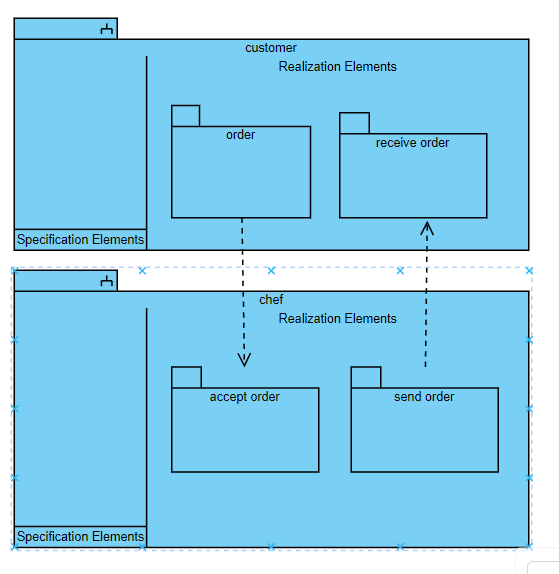 customer
Realization Elements
order
receive order
Specification Elements
chef
Realization Elements
accept order
send order
Specification Elements